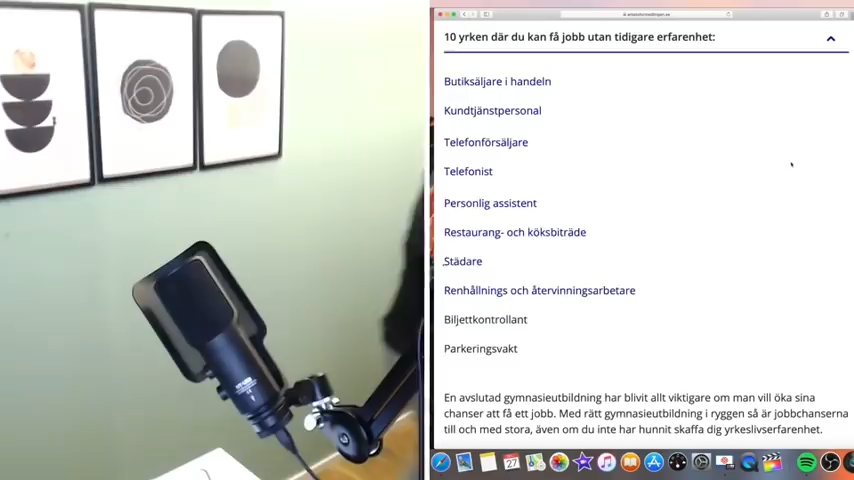 10 yrken där du kan få jobb utan tidigare erfarenhet:
Butiksäljare i handeln
Kundtjänstpersonal
Telefonförsäljare
Telefonist
Personlig assistent
Restaurang- och köksbiträde
Städare
Renhållnings och återvinningsarbetare
Biljettkontrollant
Parkeringsvakt
En avslutad gymnasieutbildning har blivit allt viktigare om man vill öka sina
chanser att få ett jobb. Med rätt gymnasieutbildning i ryggen så är jobbchanserna
till och med stora, även om du inte har hunnit skaffa dig yrkeslivserfarenhet.
27